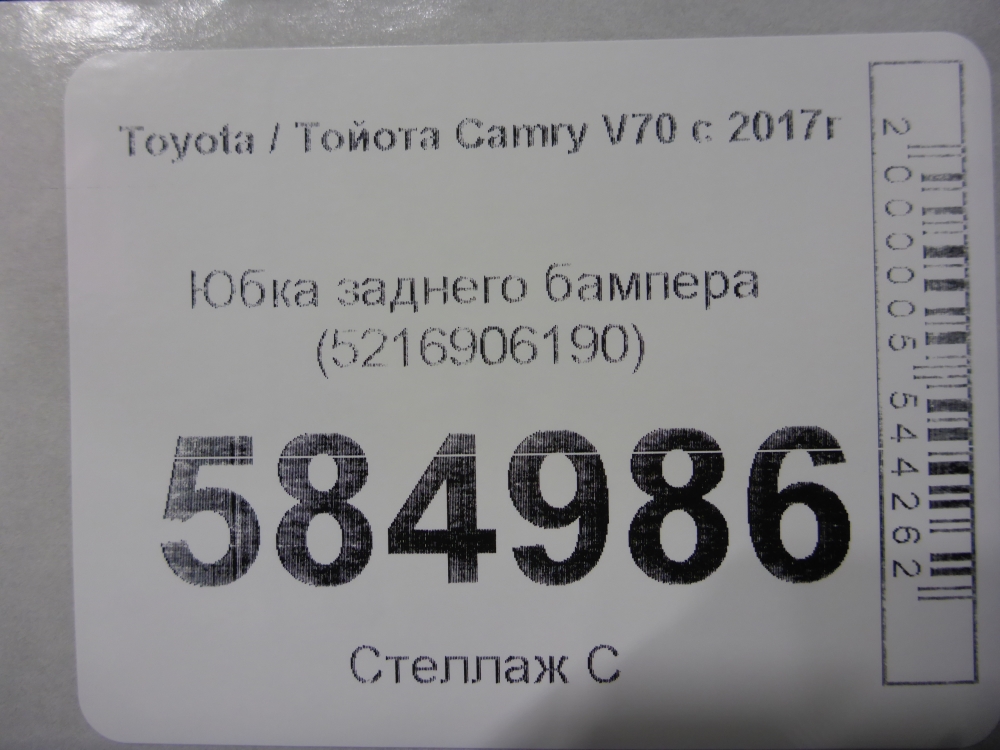 Toyota / Тойота Camry V70 с 2017г
Юбка заднего бампера
(5216906190)
584986
Стеллаж С
2000005544262